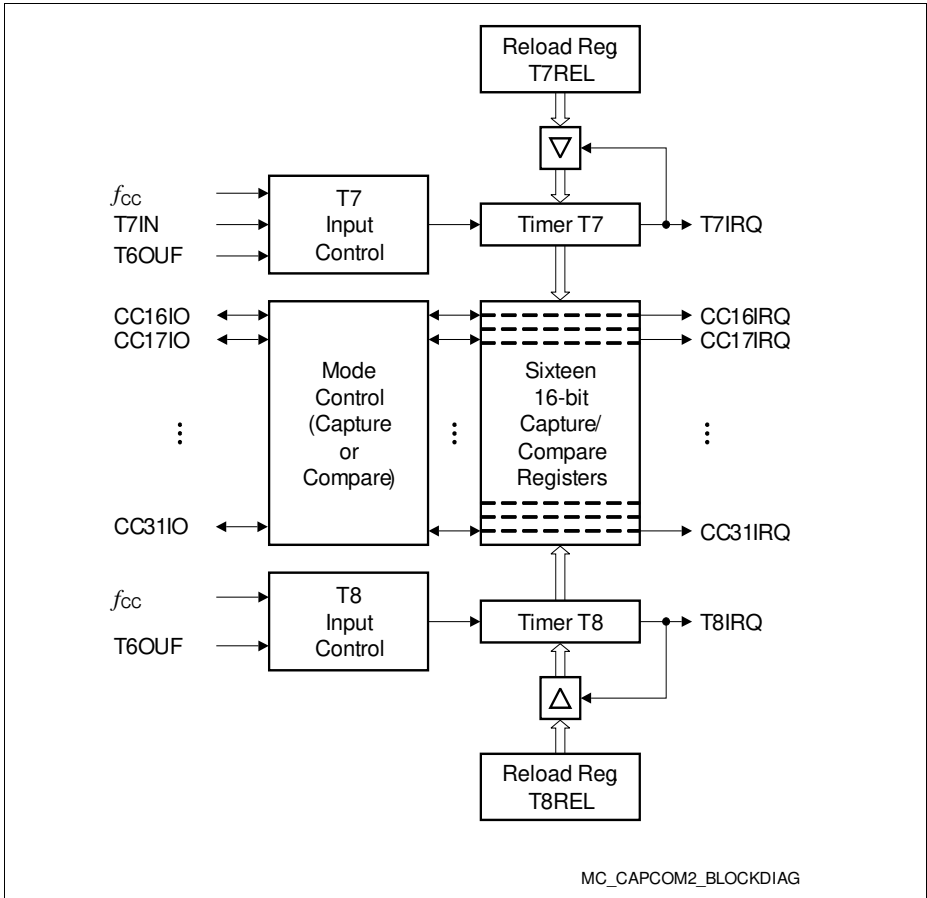 Reload Reg.
T7REL
fCC
T7IN
T6OUF
T7
Input
Control
Timer T7
T7IRQ
CC16IO
CC17IO
CC31IO
Mode
Control
(Capture
or
Compare)
Sixteen
16-bit
Capture/
Compare
Registers
CC16IRQ
CC17IRQ
CC31IRQ
fCC
T6OUF
T8
Input
Control
Timer T8
T8IRQ
Reload Reg.
T8REL
MC_CAPCOM2_BLOCKDIAG